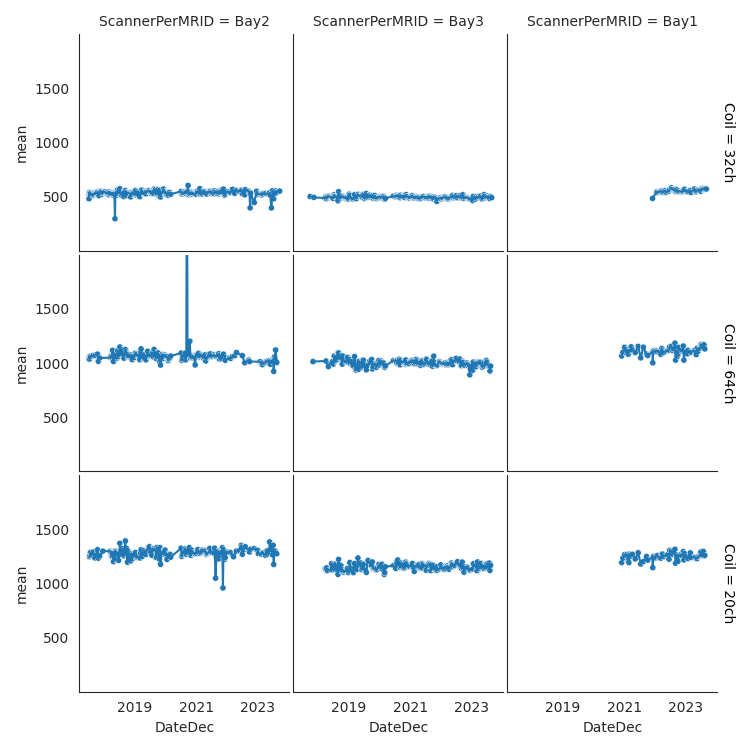 ScannerPerMRID = Bay2 ScannerPerMRID = Bay3 ScannerPerMRID = Bay1
1500
1000
500
mean
Coil = 32ch
1500
1000
500
mean
Coil = 64ch
1500
1000
500
mean
Coil = 20ch
2019 2021 2023 2019 2021 2023 2019 2021 2023
DateDec DateDec DateDec